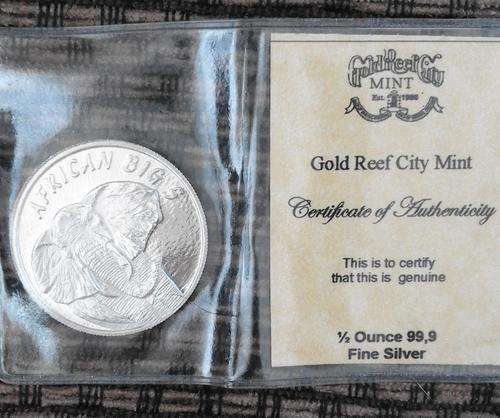 AFRICAN BIG 5
Gold Reef City
MINT
Est. 1986
Gold Reef City Mint
Certificate of Authenticity
This is to certify
that this is genuine
½ Ounce 99,9
Fine Silver